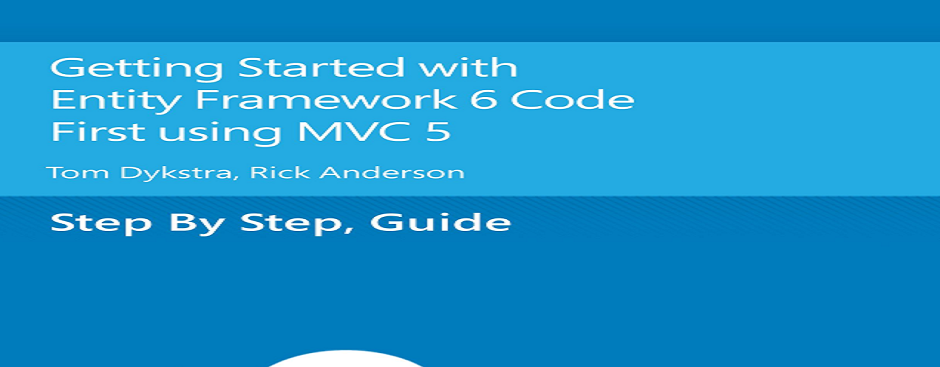 Getting Started with
Entity Framework 6 Code
First using MVC 5
Tom Dykstra, Rick Anderson
Step By Step, Guide